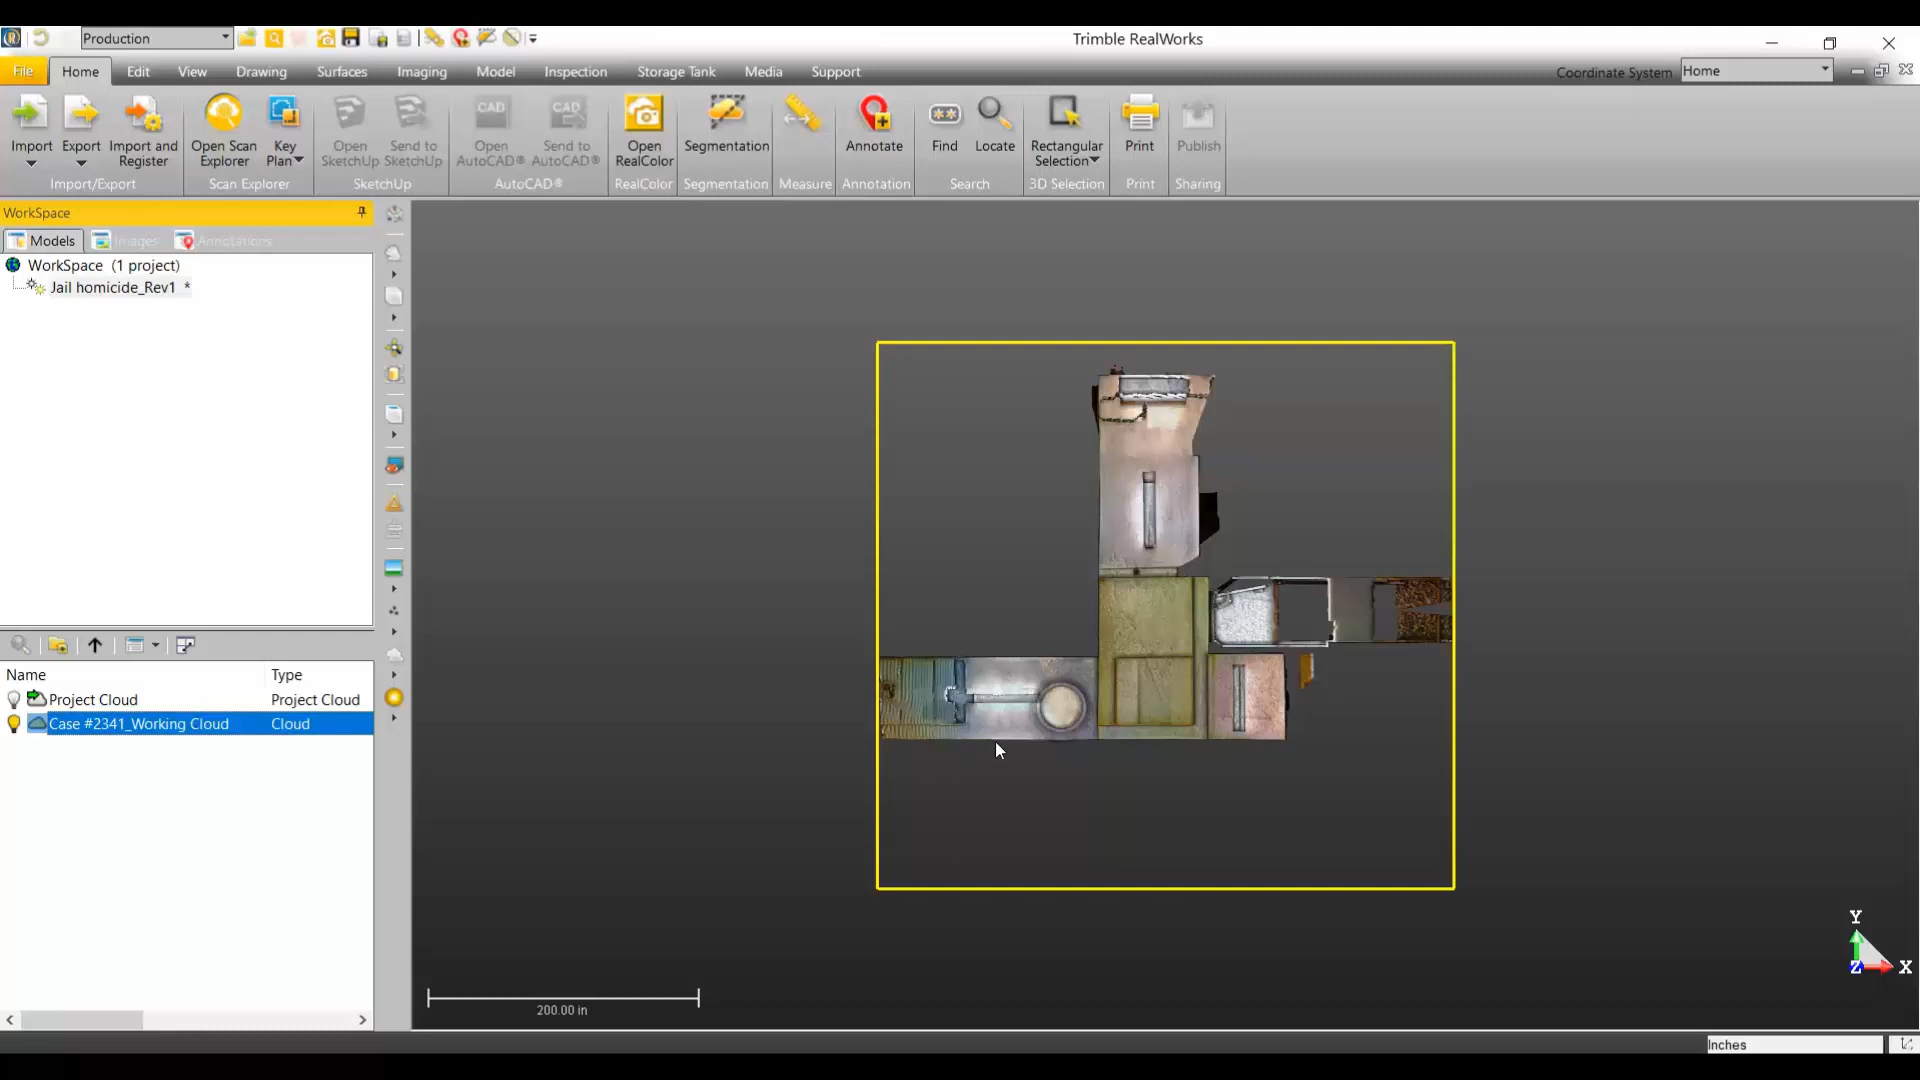 Production
Trimble RealWorks
File Home Edit View Drawing Surfaces Imaging Model Inspection Storage Tank Media Support
Coordinate System Home
Import
Export
Import and
Register
Open Scan
Explorer
Key
Plan
Open
SketchUp
Send to
SketchUp
Open
AutoCAD®
Send to
AutoCAD®
CAD
CAD
Open
RealColor
Segmentation
Annotate
Find
Locate
Rectangular
Selection
Print
Publish
Import/Export Scan Explorer SketchUp AutoCAD® RealColor Segmentation Measure Annotation Search 3D Selection Print Sharing
WorkSpace
Models Images Annotations
WorkSpace (1 project)
Jail homicide_Rev1 *
Name Type
Project Cloud Project Cloud
Case #2341_Working Cloud Cloud
200.00 in
Y
Z
X
Inches